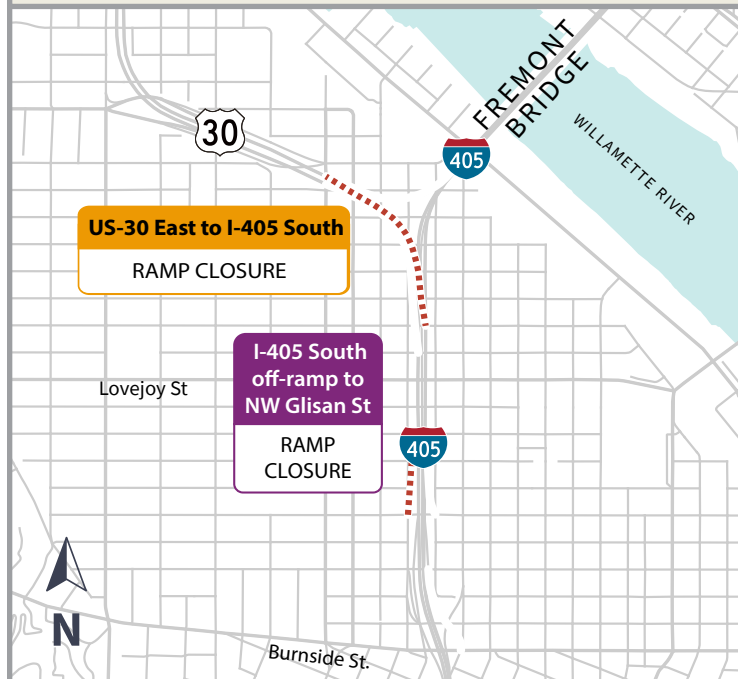 FREMONT
BRIDGE
WILLAMETTE RIVER
30
405
US-30 East to I-405 South
RAMP CLOSURE
I-405 South
off-ramp to
NW Glisan St
RAMP
CLOSURE
Lovejoy St
405
N
Burnside St.